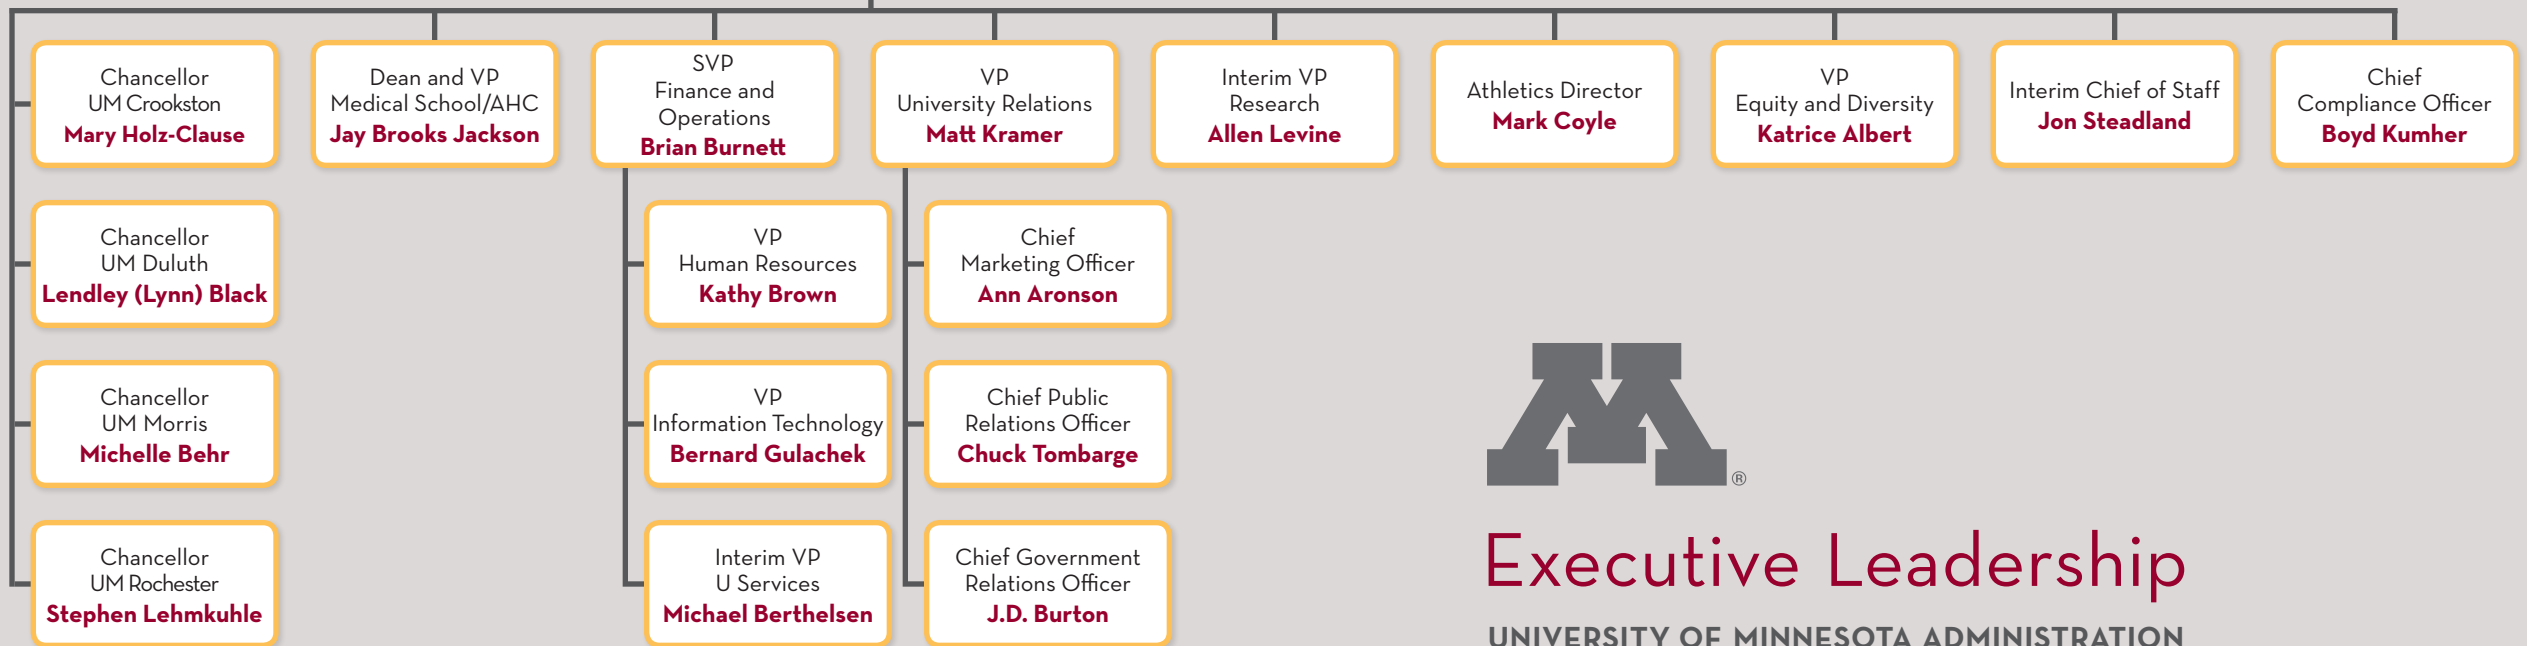 Chancellor
UM Crookston
Mary Holz-Clause
Dean and VP
Medical School/AHC
Jay Brooks Jackson
SVP
Finance and
Operations
Brian Burnett
VP
University Relations
Matt Kramer
Interim VP
Research
Allen Levine
Athletics Director
Mark Coyle
VP
Equity and Diversity
Katrice Albert
Interim Chief of Staff
Jon Steadland
Chief
Compliance Officer
Boyd Kumher
Chancellor
UM Duluth
Lendley (Lynn) Black
VP
Human Resources
Kathy Brown
Chief
Marketing Officer
Ann Aronson
Chancellor
UM Morris
Michelle Behr
VP
Information Technology
Bernard Gulachek
Chief Public
Relations Officer
Chuck Tombarge
Chancellor
UM Rochester
Stephen Lehmkuhle
Interim VP
U Services
Michael Berthelsen
Chief Government
Relations Officer
J.D. Burton
M ®
Executive Leadership
UNIVERSITY OF MINNESOTA ADMINISTRATION